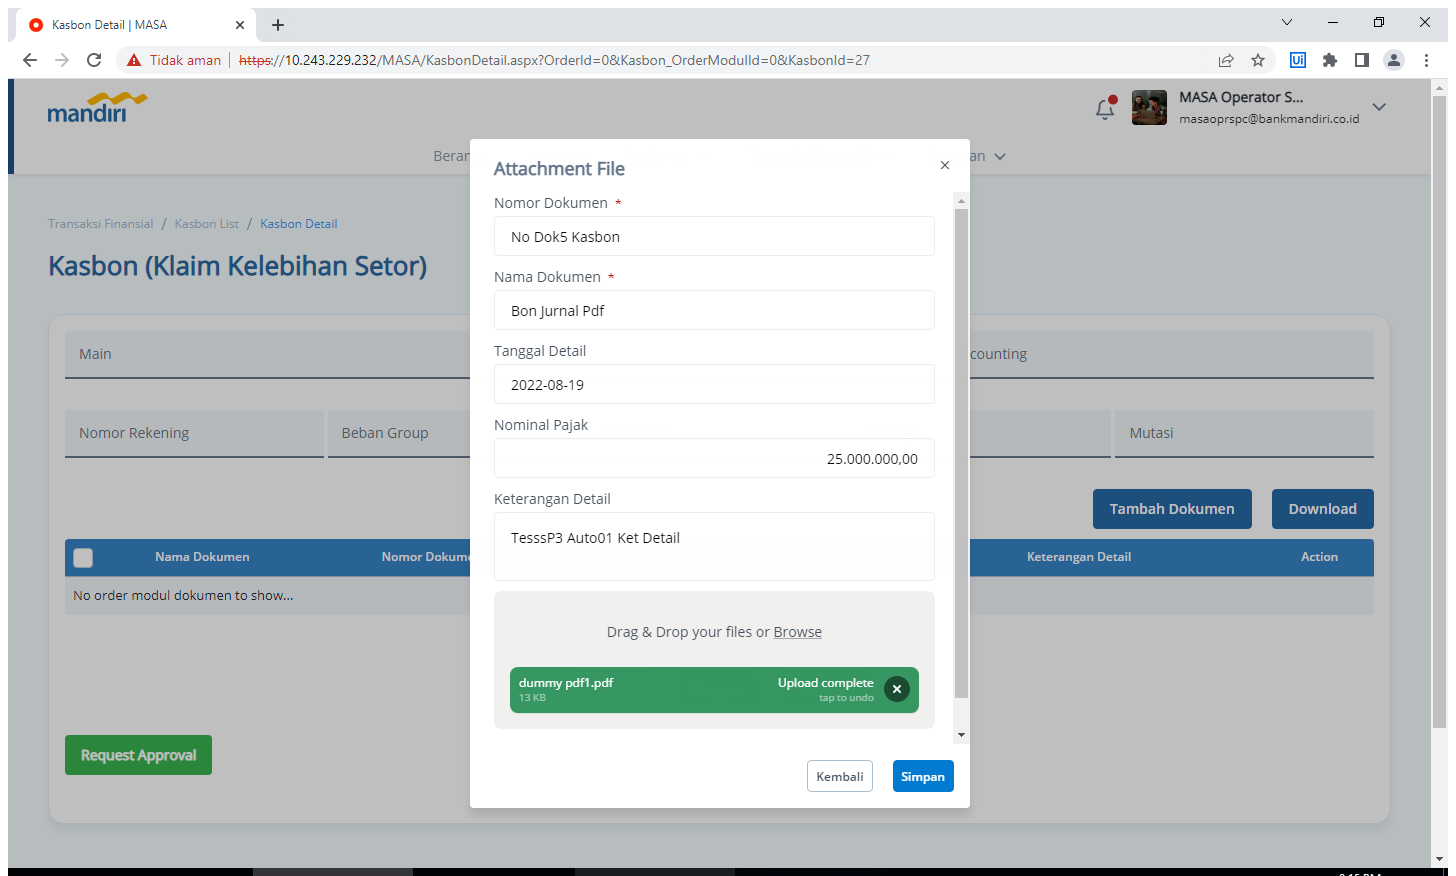 Kasbon Detail | MASA
Tidak aman
https://10.243.229.232/MASA/KasbonDetail.aspx?OrderId=0&Kasbon_OrderModulId=0&KasbonId=27
Ui
mandiri
MASA Operator S...
masaoprspc@bankmandiri.co.id
Beran
an
Transaksi Finansial / Kasbon List / Kasbon Detail
Kasbon (Klaim Kelebihan Setor)
Main
counting
Nomor Rekening
Beban Group
Mutasi
Tambah Dokumen
Download
Nama Dokumen
Nomor Dokume
Keterangan Detail
Action
No order modul dokumen to show...
Request Approval
Attachment File
Nomor Dokumen *
No Dok5 Kasbon
Nama Dokumen *
Bon Jurnal Pdf
Tanggal Detail
2022-08-19
Nominal Pajak
25.000.000,00
Keterangan Detail
TesssP3 Auto01 Ket Detail
Drag & Drop your files or Browse
dummy pdf1.pdf
13 KB
Upload complete
tap to undo
Kembali
Simpan